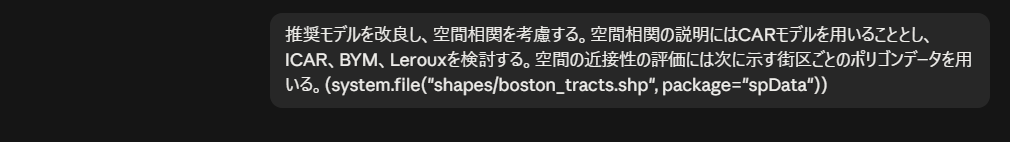 推奨モデルを改良し、空間相関を考慮する。空間相関の説明にはCARモデルを用いることとし、
ICAR、BYM、Lerouxを検討する。空間の近接性の評価には次に示す街区ごとのポリゴンデータを用
いる。(system.file("shapes/boston_tracts.shp", package="spData"))